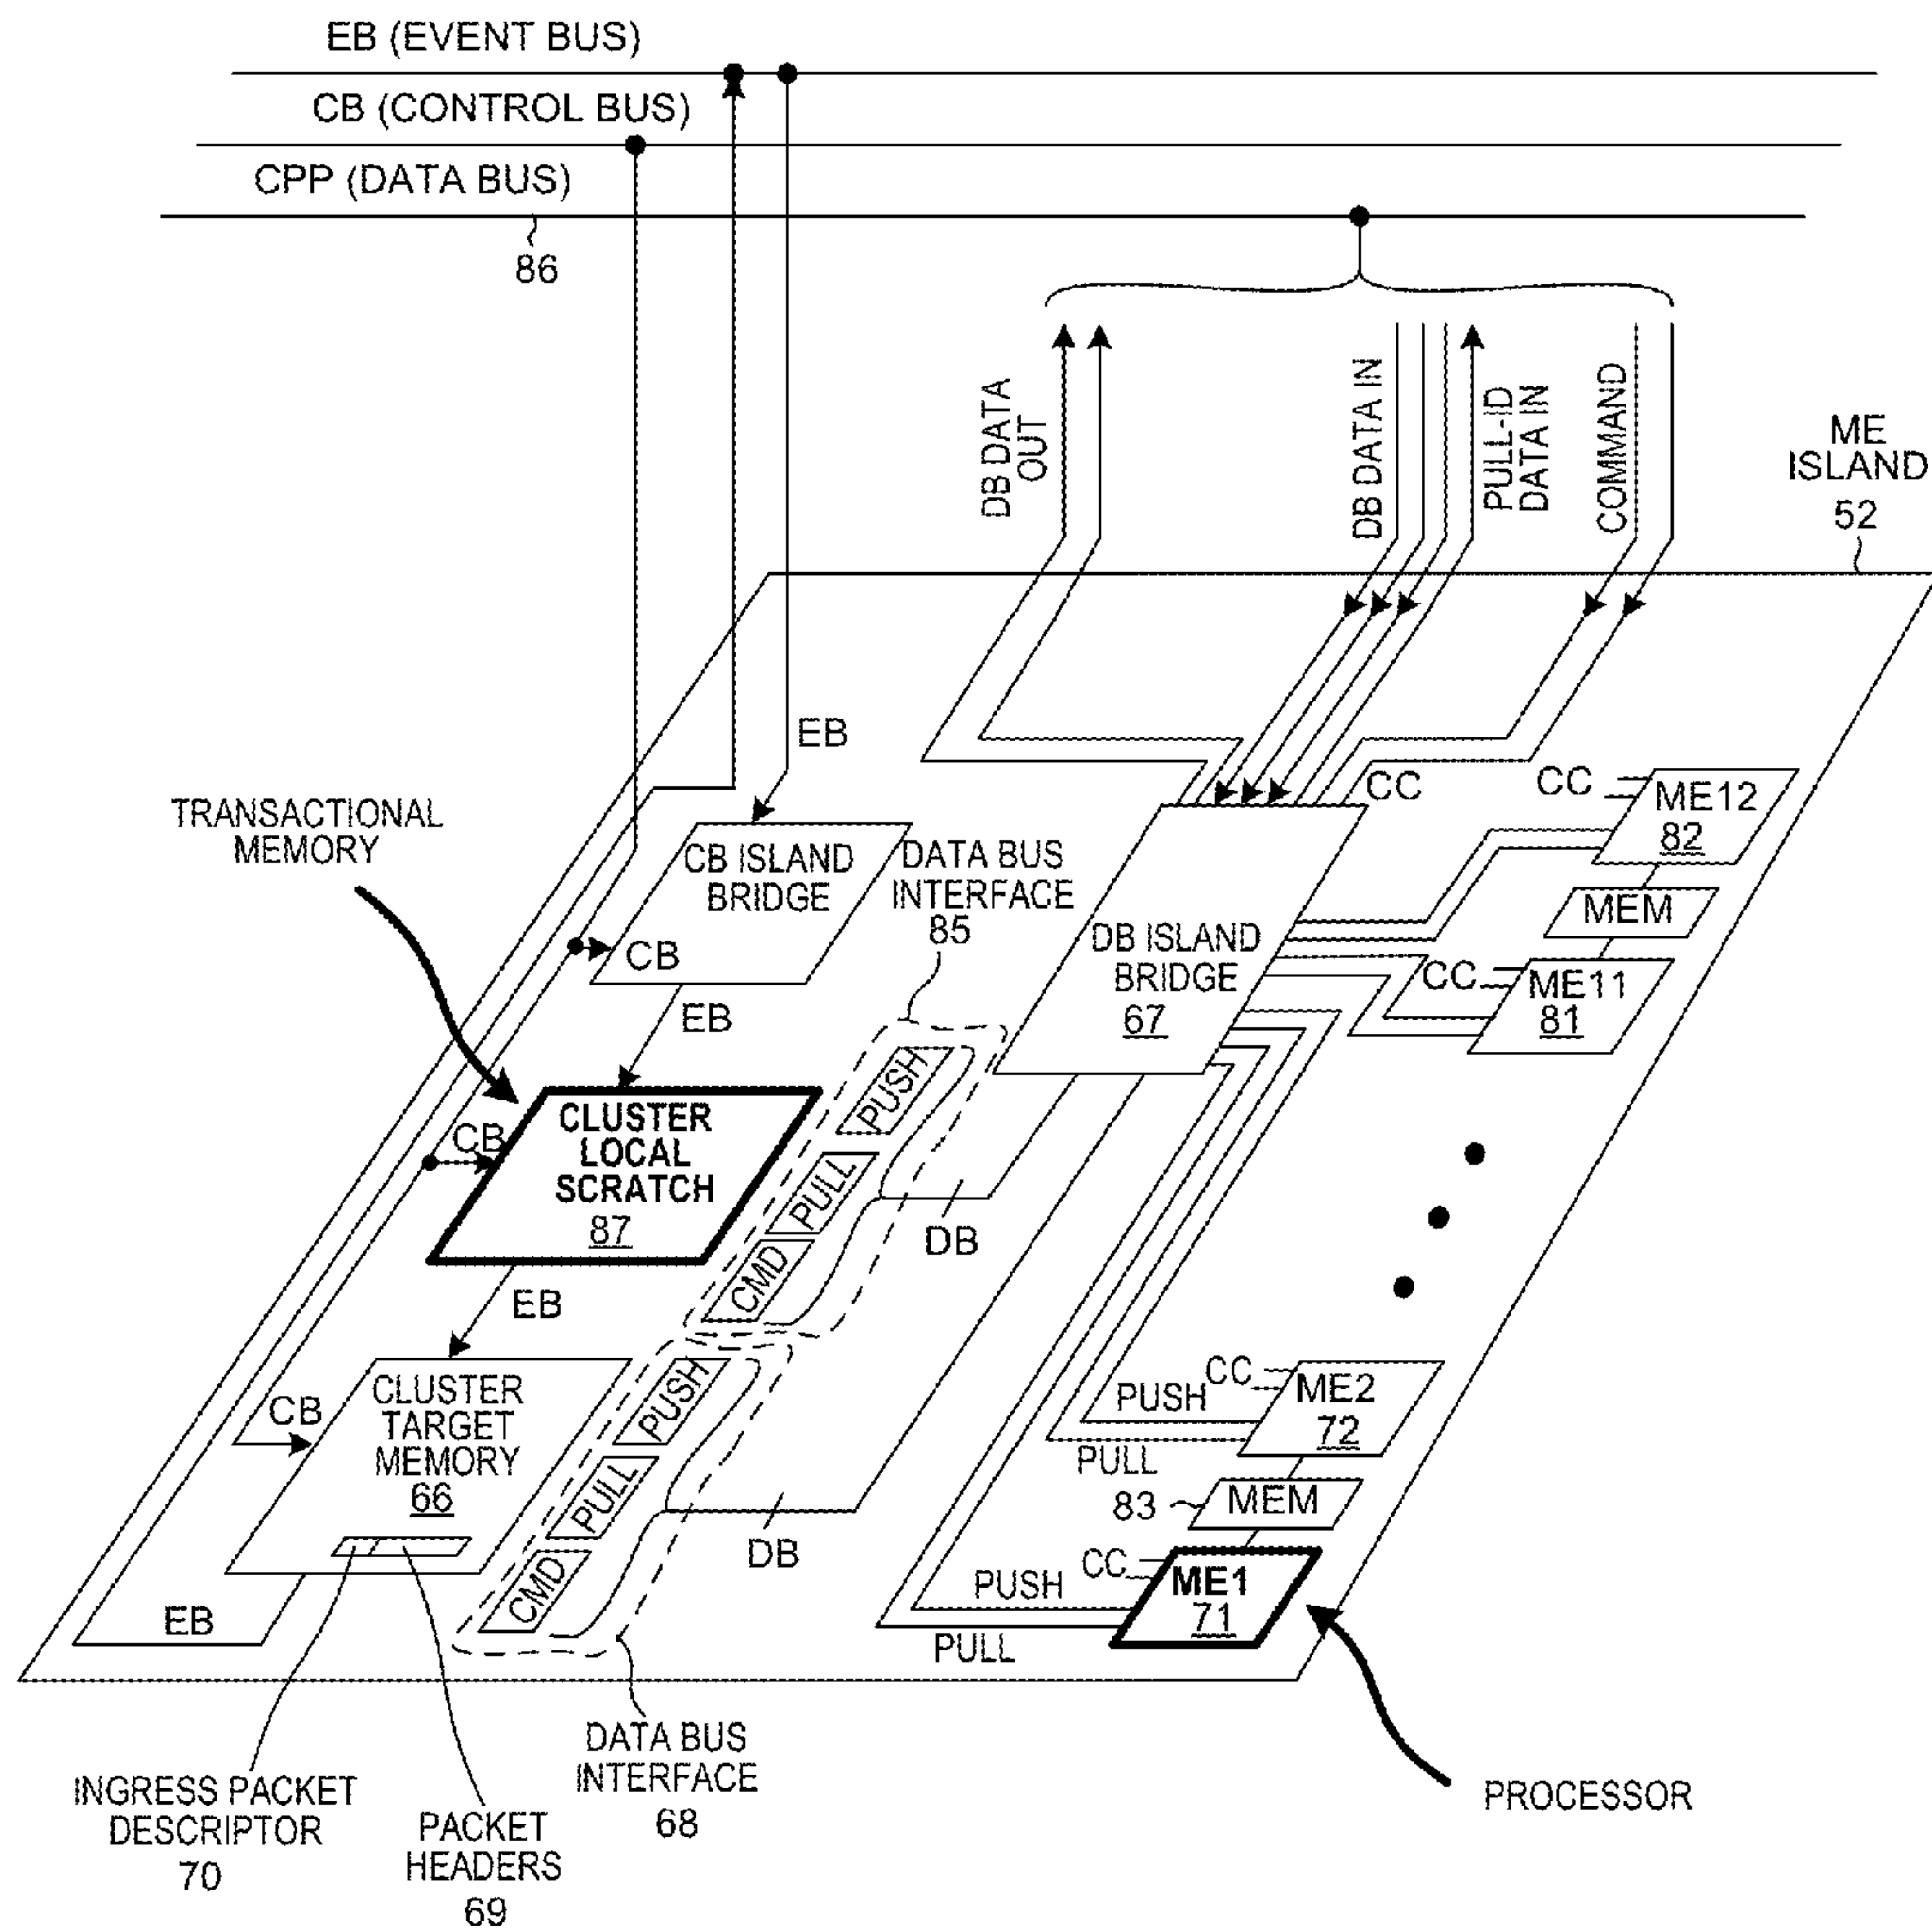 EB (EVENT BUS)
CB (CONTROL BUS)
CPP (DATA BUS)
86
DB DATA
OUT
DB DATA IN
PULL-ID
DATA IN
COMMAND
ME
ISLAND
52
EB
CC
CC
ME12
82
TRANSACTIONAL
MEMORY
CB ISLAND
BRIDGE
DATA BUS
INTERFACE
85
MEM
CB
DB ISLAND
BRIDGE
67
CC
ME11
81
EB
PUSH
CLUSTER
LOCAL
SCRATCH
87
CB
PULL
DB
CMD
EB
CLUSTER
TARGET
MEMORY
66
CB
PUSH
PULL
CMD
DB
CC
ME2
72
PUSH
PULL
83
MEM
CC
ME1
71
PUSH
PULL
EB
DATA BUS
INTERFACE
68
INGRESS PACKET
DESCRIPTOR
70
PACKET
HEADERS
69
PROCESSOR